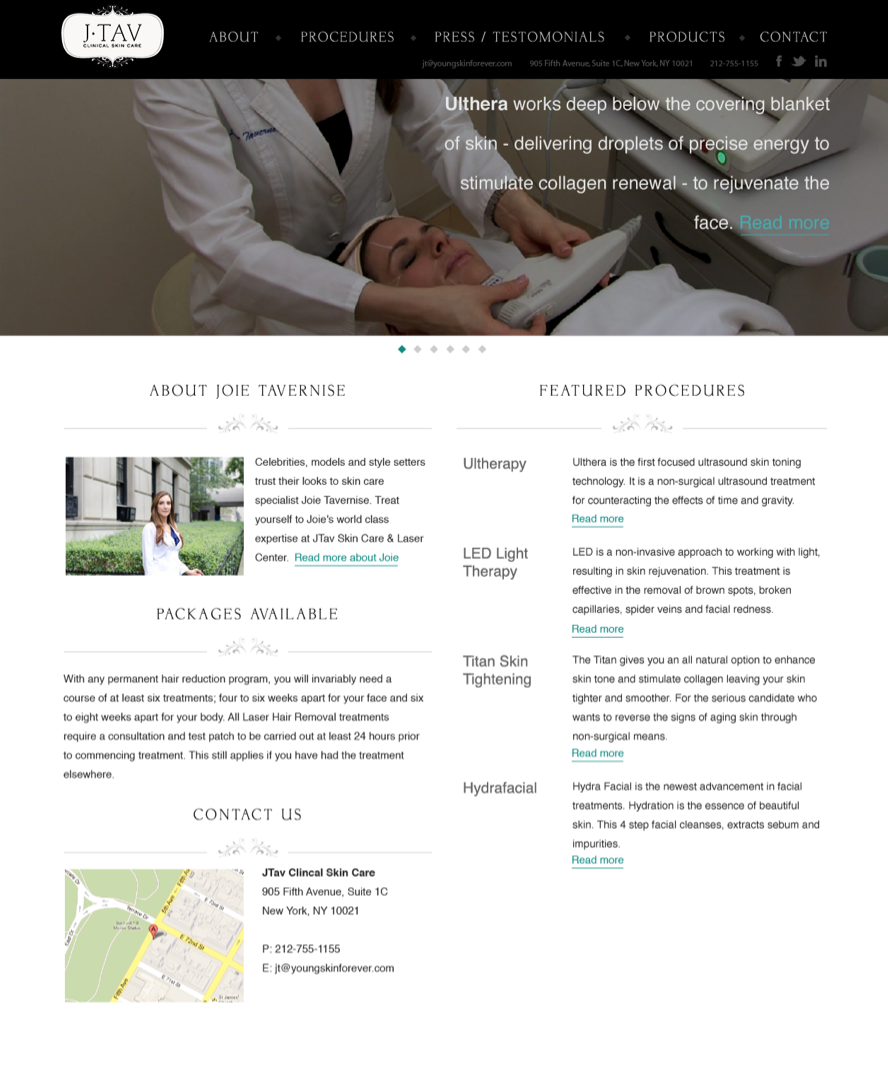 J·TAV
CLINICAL SKIN CARE
ABOUT
PROCEDURES
PRESS / TESTOMONIALS
PRODUCTS
CONTACT
jt@youngskinforever.com
905 Fifth Avenue, Suite 1C, New York, NY 10021
212-755-1155
Ulthera works deep below the covering blanket
of skin - delivering droplets of precise energy to
stimulate collagen renewal - to rejuvenate the
face. Read more
ABOUT JOIE TAVERNISE
Celebrities, models and style setters
trust their looks to skin care
specialist Joie Tavernise. Treat
yourself to Joie's world class
expertise at JTav Skin Care & Laser
Center. Read more about Joie
PACKAGES AVAILABLE
With any permanent hair reduction program, you will invariably need a
course of at least six treatments; four to six weeks apart for your face and six
to eight weeks apart for your body. All Laser Hair Removal treatments
require a consultation and test patch to be carried out at least 24 hours prior
to commencing treatment. This still applies if you have had the treatment
elsewhere.
CONTACT US
Terrace Dr
5th Ave
E 72nd St
E 71st St
5th Ave
JTav Clincal Skin Care
905 Fifth Avenue, Suite 1C
New York, NY 10021
P: 212-755-1155
E: jt@youngskinforever.com
FEATURED PROCEDURES
Ultherapy
Ulthera is the first focused ultrasound skin toning
technology. It is a non-surgical ultrasound treatment
for counteracting the effects of time and gravity.
Read more
LED Light
Therapy
LED is a non-invasive approach to working with light,
resulting in skin rejuvenation. This treatment is
effective in the removal of brown spots, broken
capillaries, spider veins and facial redness.
Read more
Titan Skin
Tightening
The Titan gives you an all natural option to enhance
skin tone and stimulate collagen leaving your skin
tighter and smoother. For the serious candidate who
wants to reverse the signs of aging skin through
non-surgical means.
Read more
Hydrafacial
Hydra Facial is the newest advancement in facial
treatments. Hydration is the essence of beautiful
skin. This 4 step facial cleanses, extracts sebum and
impurities.
Read more